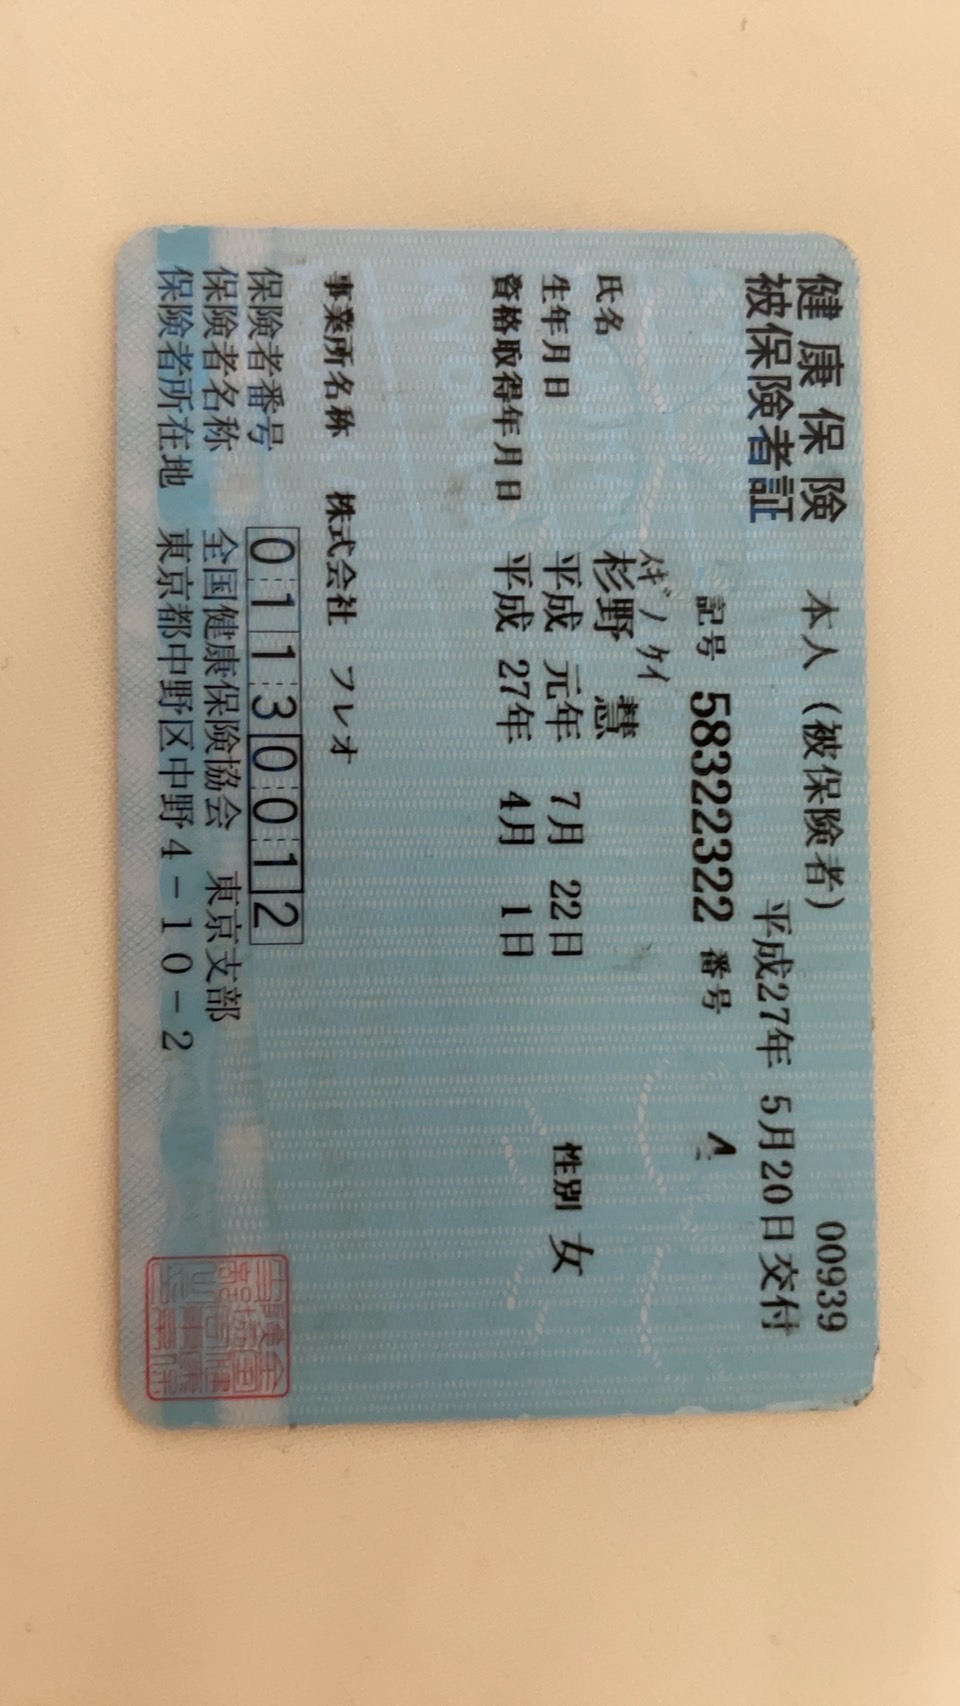 健康保険 本人（被保険者） 00939
被保険者証 平成27年 5月20日交付
記号 58322322 番号
ｽｷﾞﾉ ｹｲ
氏名 杉野 慧
生年月日 平成 元年 7月 22日 性別 女
資格取得年月日 平成 27年 4月 1日
事業所名称 株式会社 フレオ
保険者番号 01130012
保険者名称 全国健康保険協会 東京支部
保険者所在地 東京都中野区中野4-10-2